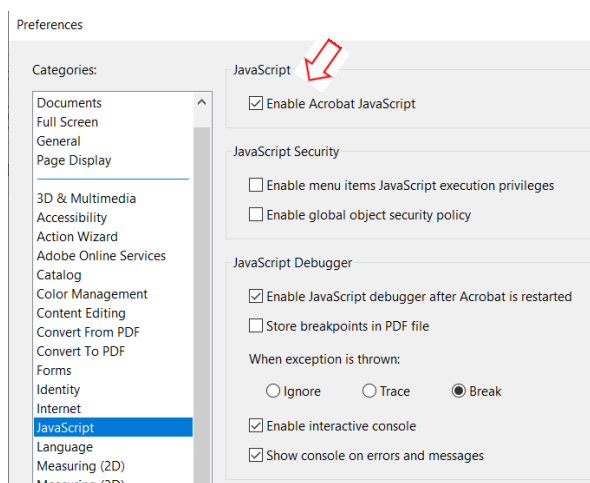 Preferences
Categories:
Documents
Full Screen
General
Page Display
3D & Multimedia
Accessibility
Action Wizard
Adobe Online Services
Catalog
Color Management
Content Editing
Convert From PDF
Convert To PDF
Forms
Identity
Internet
JavaScript
Language
Measuring (2D)
Measuring (3D)
JavaScript
Enable Acrobat JavaScript
JavaScript Security
Enable menu items JavaScript execution privileges
Enable global object security policy
JavaScript Debugger
Enable JavaScript debugger after Acrobat is restarted
Store breakpoints in PDF file
When exception is thrown:
Ignore Trace Break
Enable interactive console
Show console on errors and messages